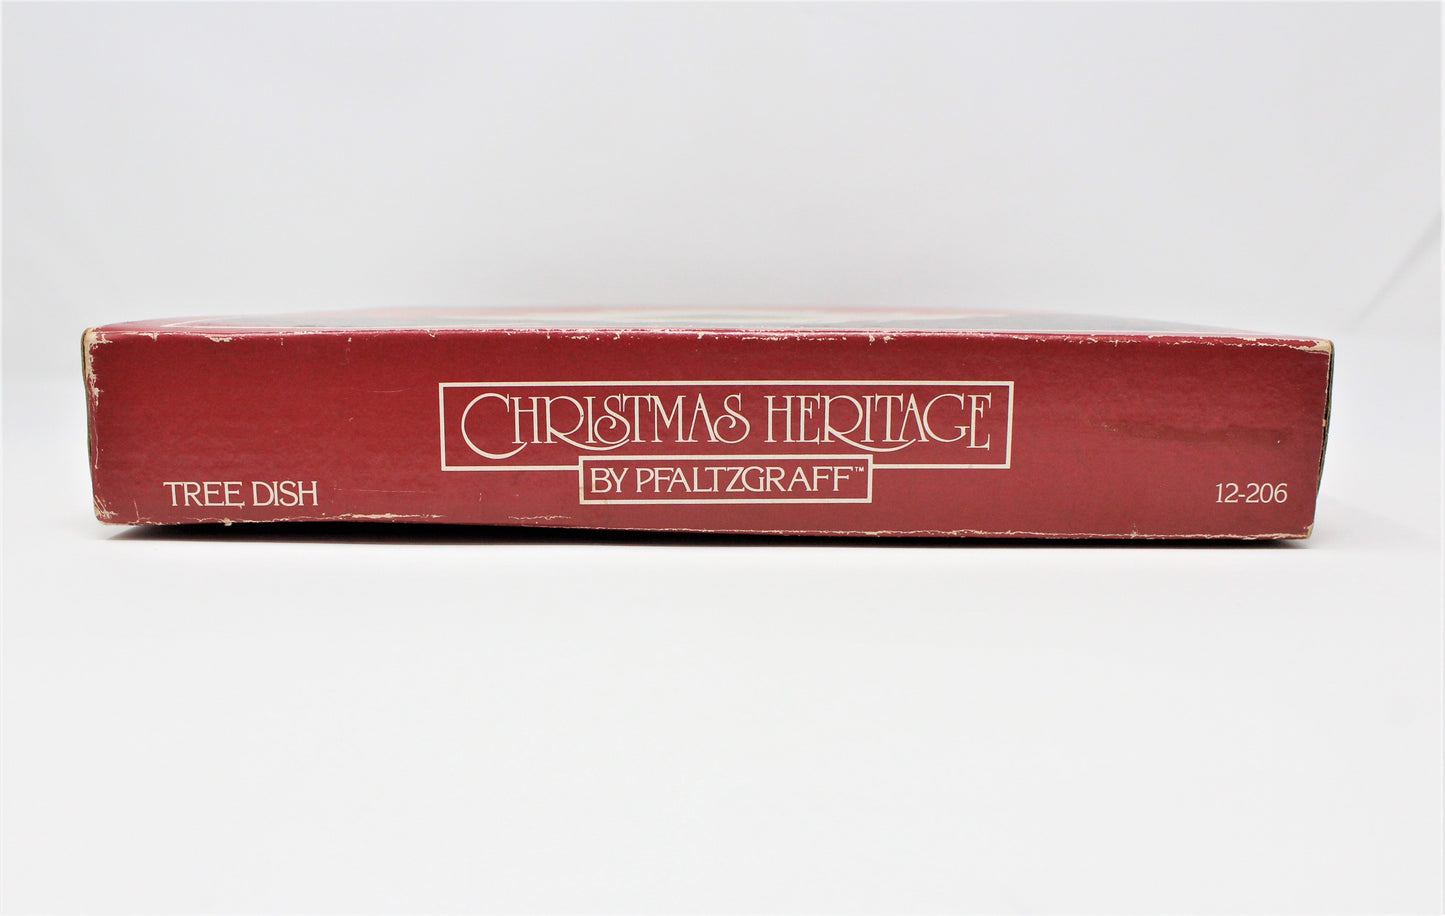 CHRISTMAS HERITAGE
BY PFALTZGRAFF™
TREE DISH
12-206